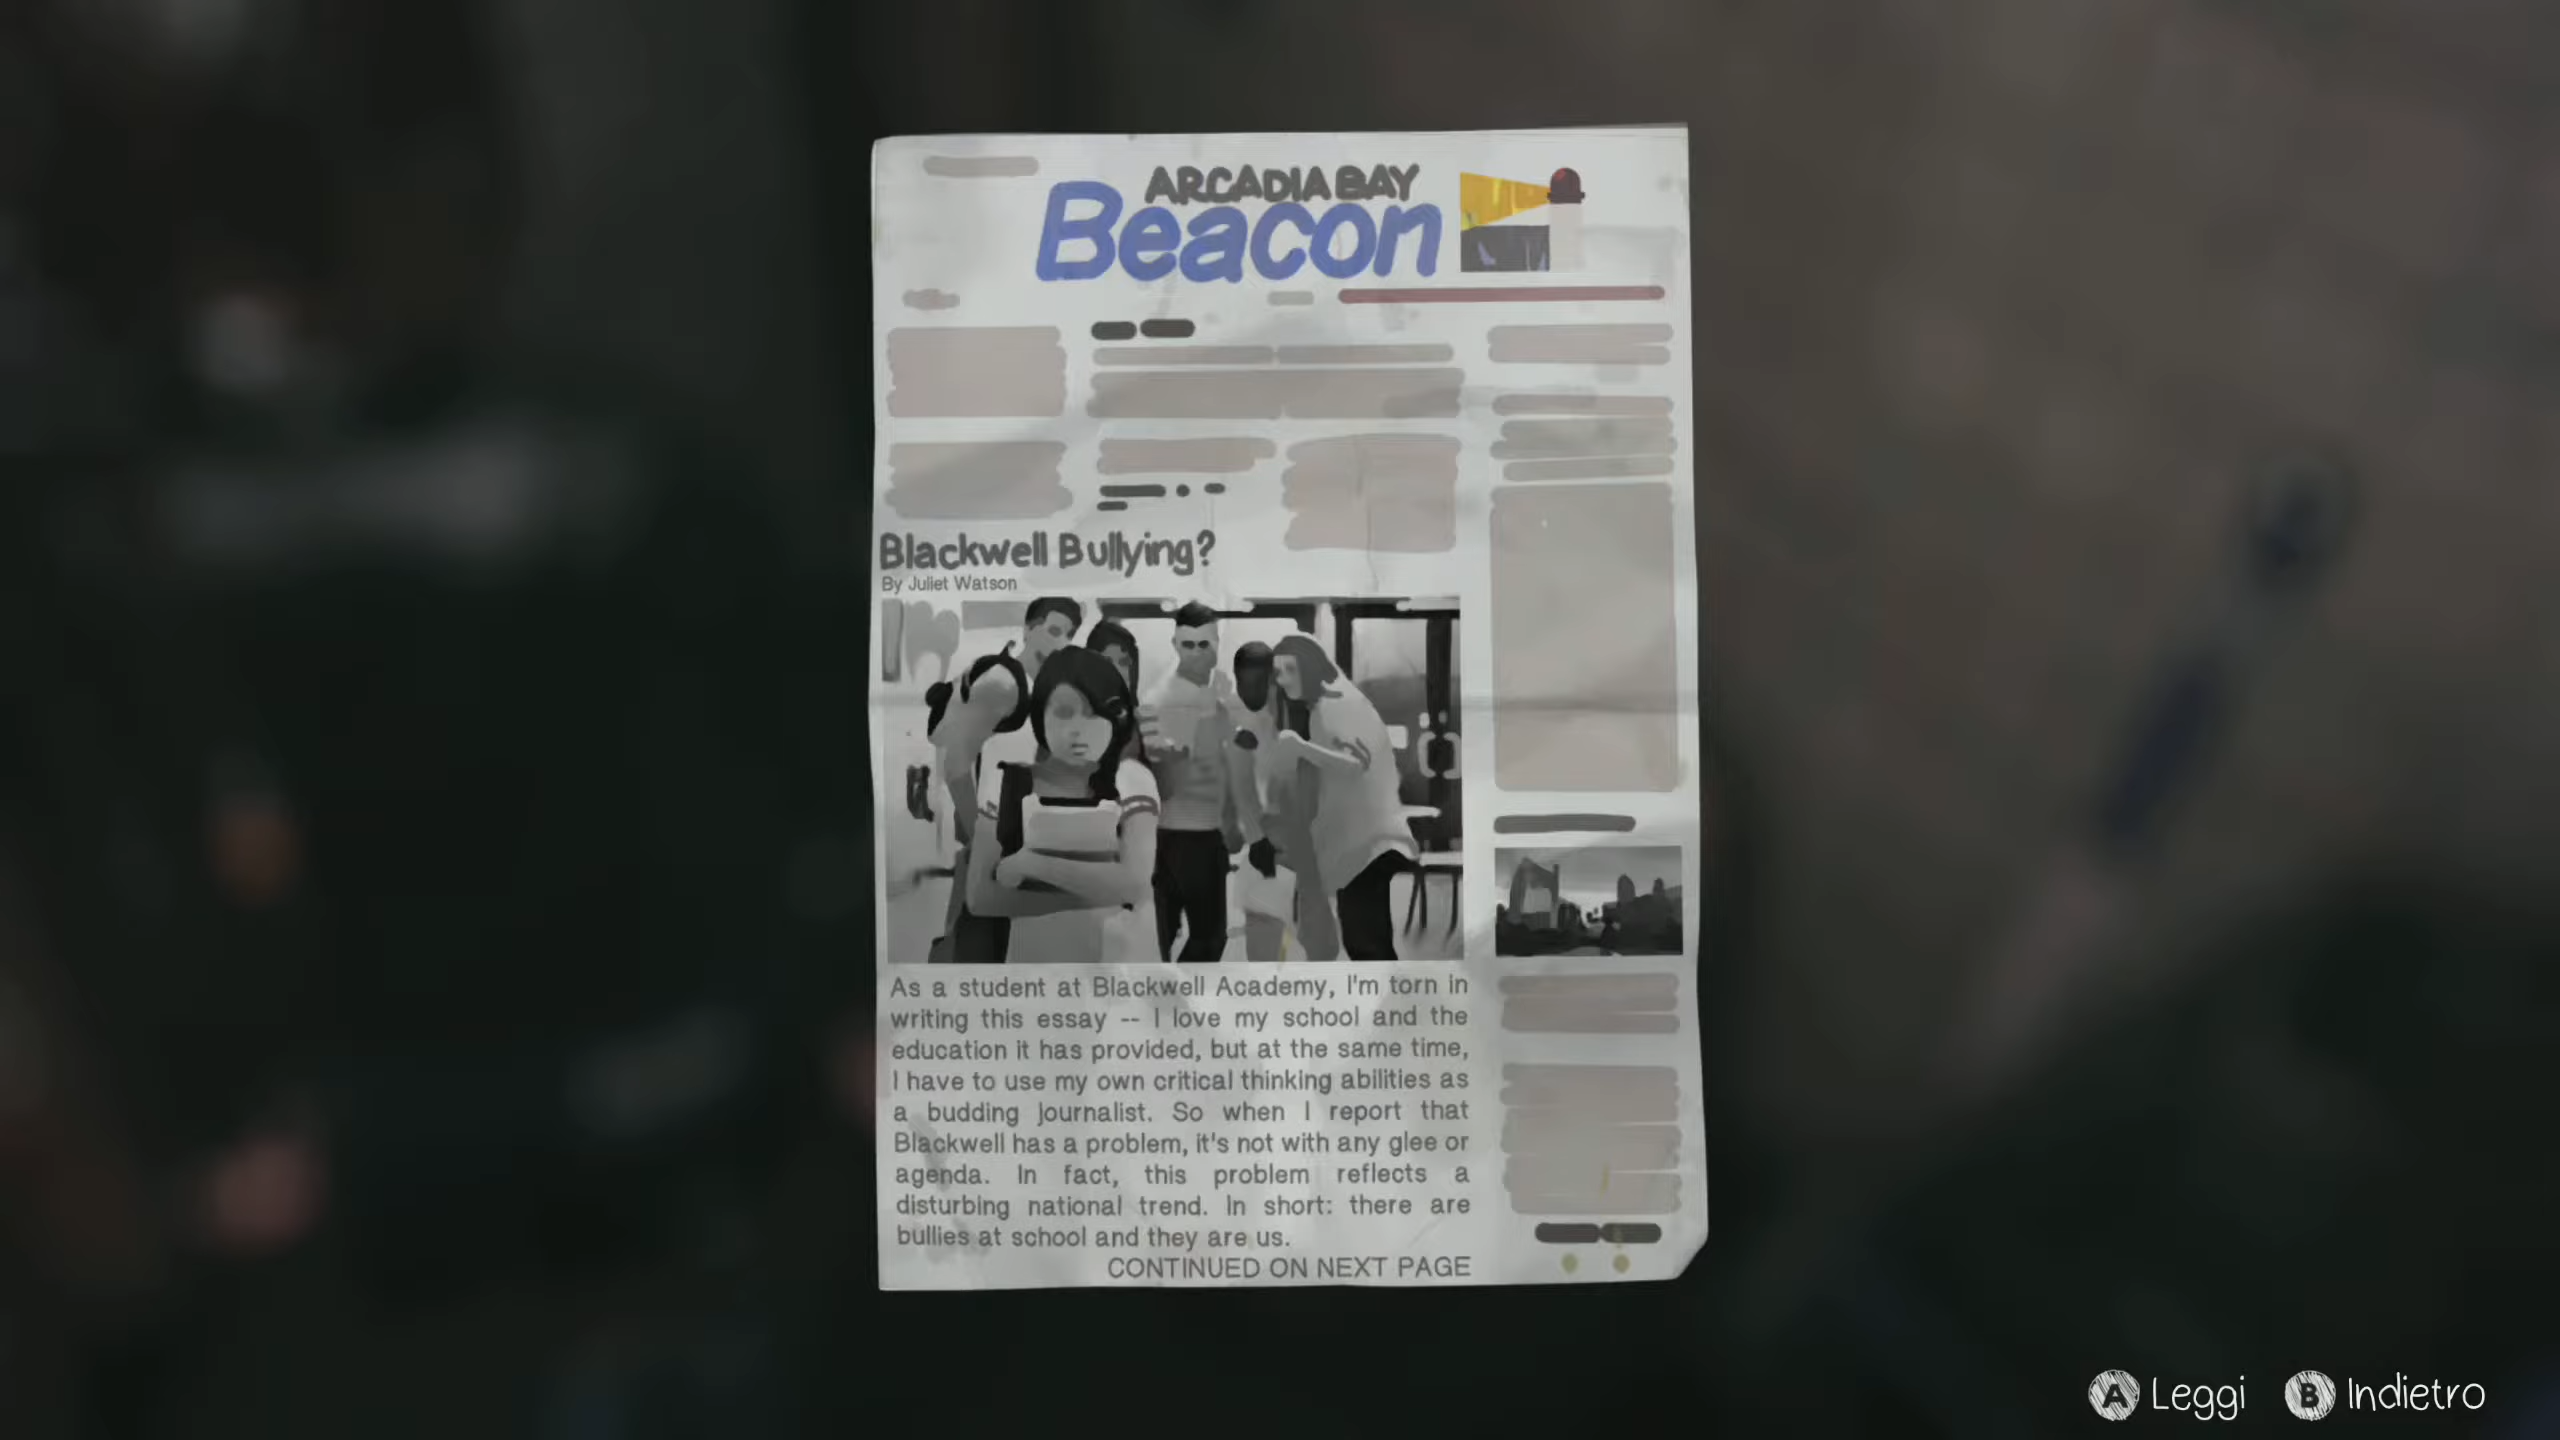 ARCADIA BAY
Beacon
Blackwell Bullying?
By Juliet Watson
As a student at Blackwell Academy, I'm torn in
writing this essay -- I love my school and the
education it has provided, but at the same time,
I have to use my own critical thinking abilities as
a budding journalist. So when I report that
Blackwell has a problem, it's not with any glee or
agenda. In fact, this problem reflects a
disturbing national trend. In short: there are
bullies at school and they are us.
CONTINUED ON NEXT PAGE
A Leggi B Indietro